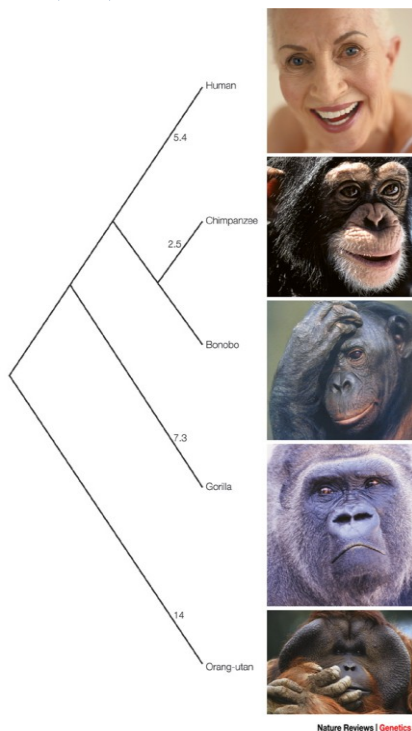 Human
5.4
Chimpanzee
2.5
Bonobo
7.3
Gorilla
14
Orang-utan
Nature Reviews | Genetics